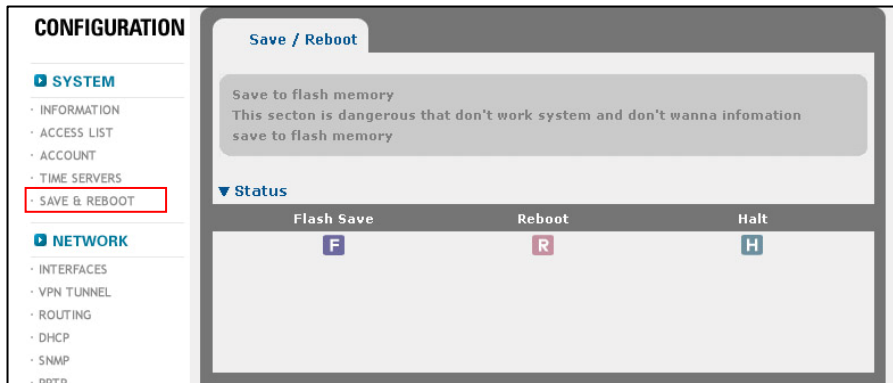 CONFIGURATION
SYSTEM
· INFORMATION
· ACCESS LIST
· ACCOUNT
· TIME SERVERS
· SAVE & REBOOT
NETWORK
· INTERFACES
· VPN TUNNEL
· ROUTING
· DHCP
· SNMP
· PPTP
Save / Reboot
Save to flash memory
This secton is dangerous that don't work system and don't wanna infomation
save to flash memory
▼ Status
Flash Save Reboot Halt
F R H